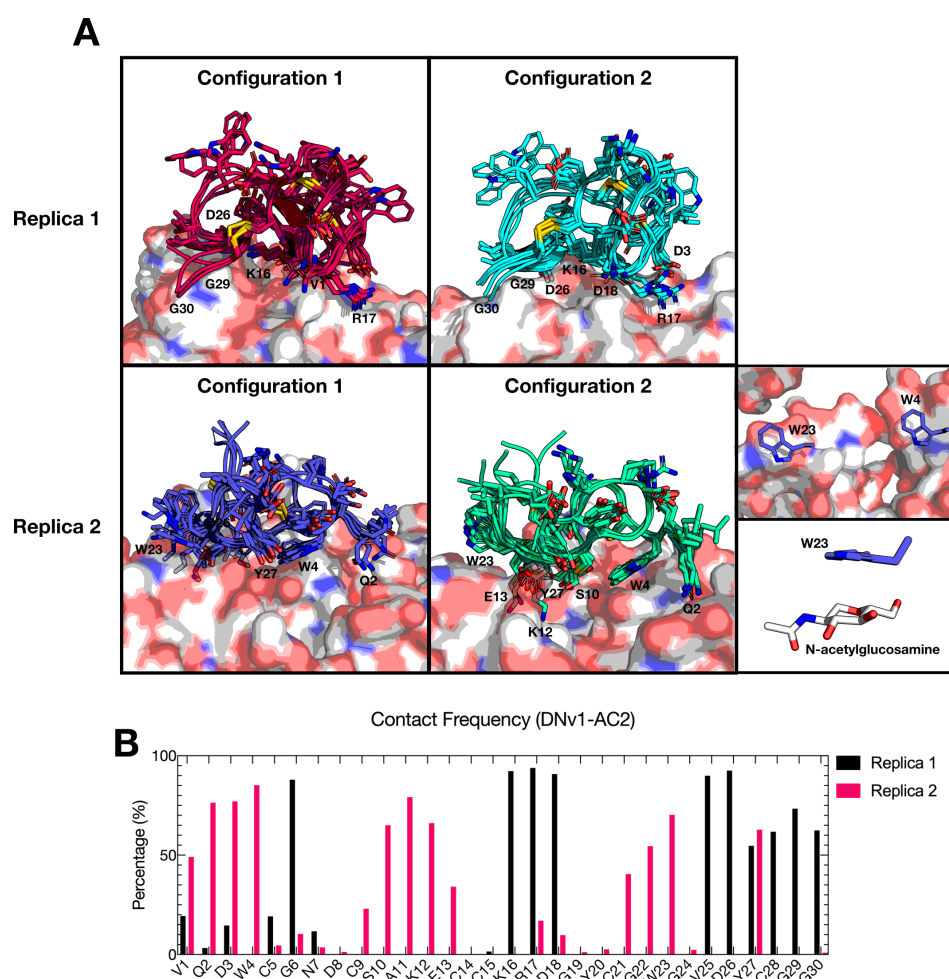 A
Configuration 1
Configuration 2
Replica 1
D26
K16
G29
V1
G30
R17
D3
K16
G29
D26
D18
G30
R17
Configuration 1
Configuration 2
W4
W23
Replica 2
W23
Y27
W4
Q2
W23
E13
Y27
S10
W4
Q2
K12
W23
N-acetylglucosamine
B
Contact Frequency (DNv1-AC2)
Percentage (%)
100
50
0
Replica 1
Replica 2
V1 Q2 D3 W4 C5 G6 N7 D8 C9 S10 A11 K12 E13 C14 C15 K16 R17 D18 G19 Y20 C21 G22 W23 G24 V25 D26 Y27 C28 G29 G30